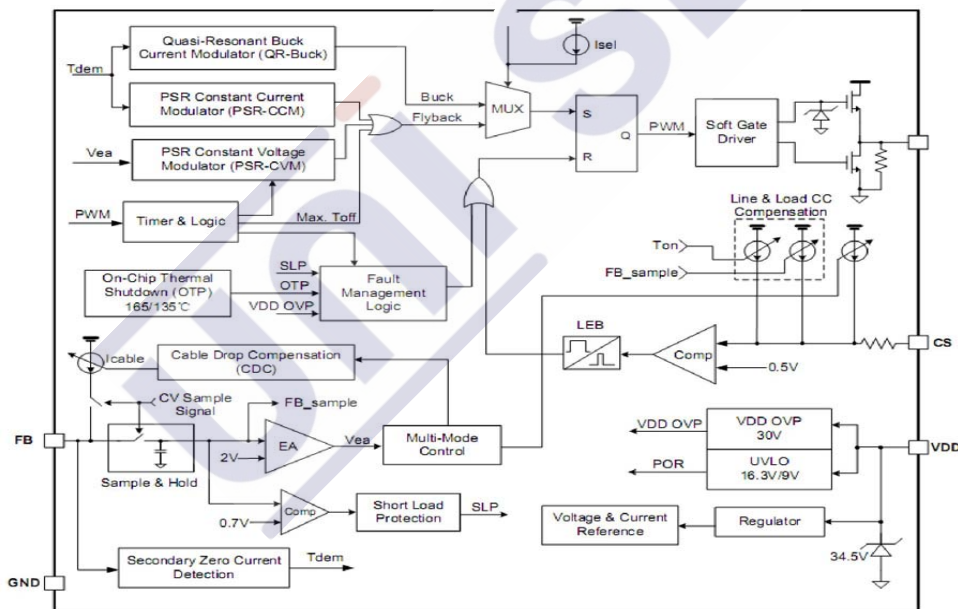 Quasi-Resonant Buck
Current Modulator (QR-Buck)
Isel
Tdem
PSR Constant Current
Modulator (PSR-CCM)
Buck
MUX
Flyback
S
Q
R
PWM
Soft Gate
Driver
Vea
PSR Constant Voltage
Modulator (PSR-CVM)
PWM
Timer & Logic
Max. Toff
Line & Load CC
Compensation
Ton
FB_sample
On-Chip Thermal
Shutdown (OTP)
165/135℃
SLP
OTP
VDD OVP
Fault
Management
Logic
LEB
Comp
0.5V
CS
Icable
Cable Drop Compensation
(CDC)
CV Sample
Signal
FB_sample
FB
EA
2V
Vea
Multi-Mode
Control
Sample & Hold
VDD OVP
VDD OVP
30V
POR
UVLO
16.3V/9V
VDD
0.7V
Comp
Short Load
Protection
SLP
Voltage & Current
Reference
Regulator
34.5V
Secondary Zero Current
Detection
Tdem
GND